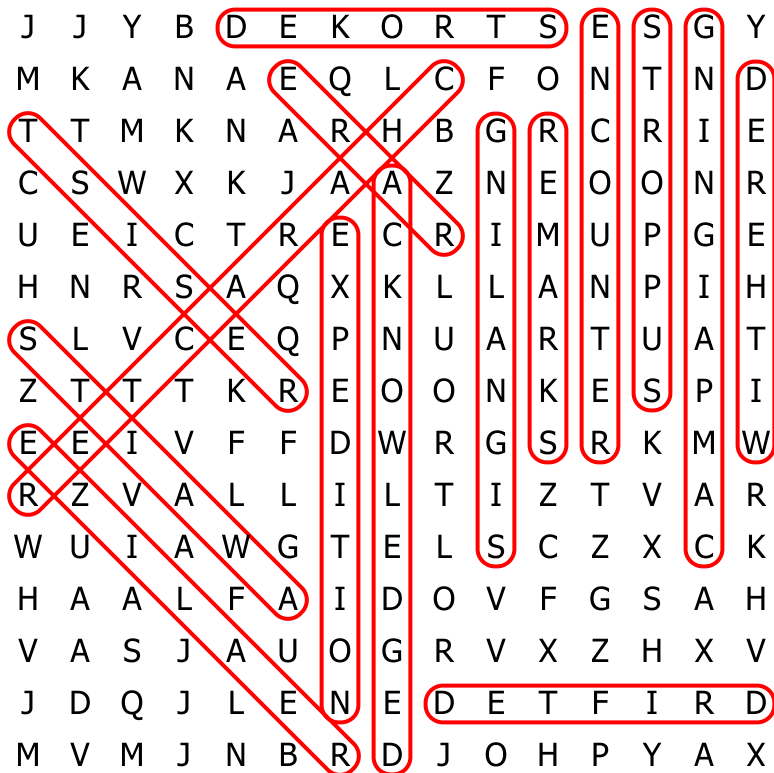 J J Y B D E K O R T S E S G Y
M K A N A E Q L C F O N T N D
T T M K N A R H B G R C R I E
C S W X K J A A Z N E O O N R
U E I C T R E C R I M U P G E
H N R S A Q X K L L A N P I H
S L V C E Q P N U A R T U A T
Z T T T K R E O O N K E S P I
E E I V F F D W R G S R K M W
R Z V A L L I L T I Z T V A R
W U I A W G T E L S C Z X C K
H A A L F A I D O V F G S A H
V A S J A U O G R V X Z H X V
J D Q J L E N E D E T F I R D
M V M J N B R D J O H P Y A X